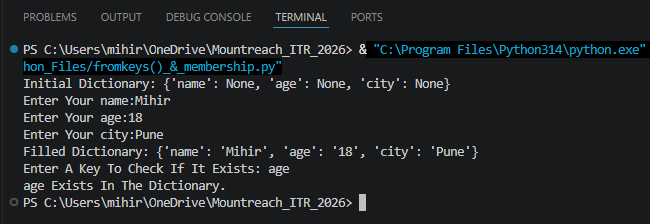 PROBLEMS OUTPUT DEBUG CONSOLE TERMINAL PORTS
PS C:\Users\mihir\OneDrive\Mountreach_ITR_2026> & "C:\Program Files\Python314\python.exe"
hon_Files/fromkeys()_&_membership.py"
Initial Dictionary: {'name': None, 'age': None, 'city': None}
Enter Your name:Mihir
Enter Your age:18
Enter Your city:Pune
Filled Dictionary: {'name': 'Mihir', 'age': '18', 'city': 'Pune'}
Enter A Key To Check If It Exists: age
age Exists In The Dictionary.
PS C:\Users\mihir\OneDrive\Mountreach_ITR_2026>